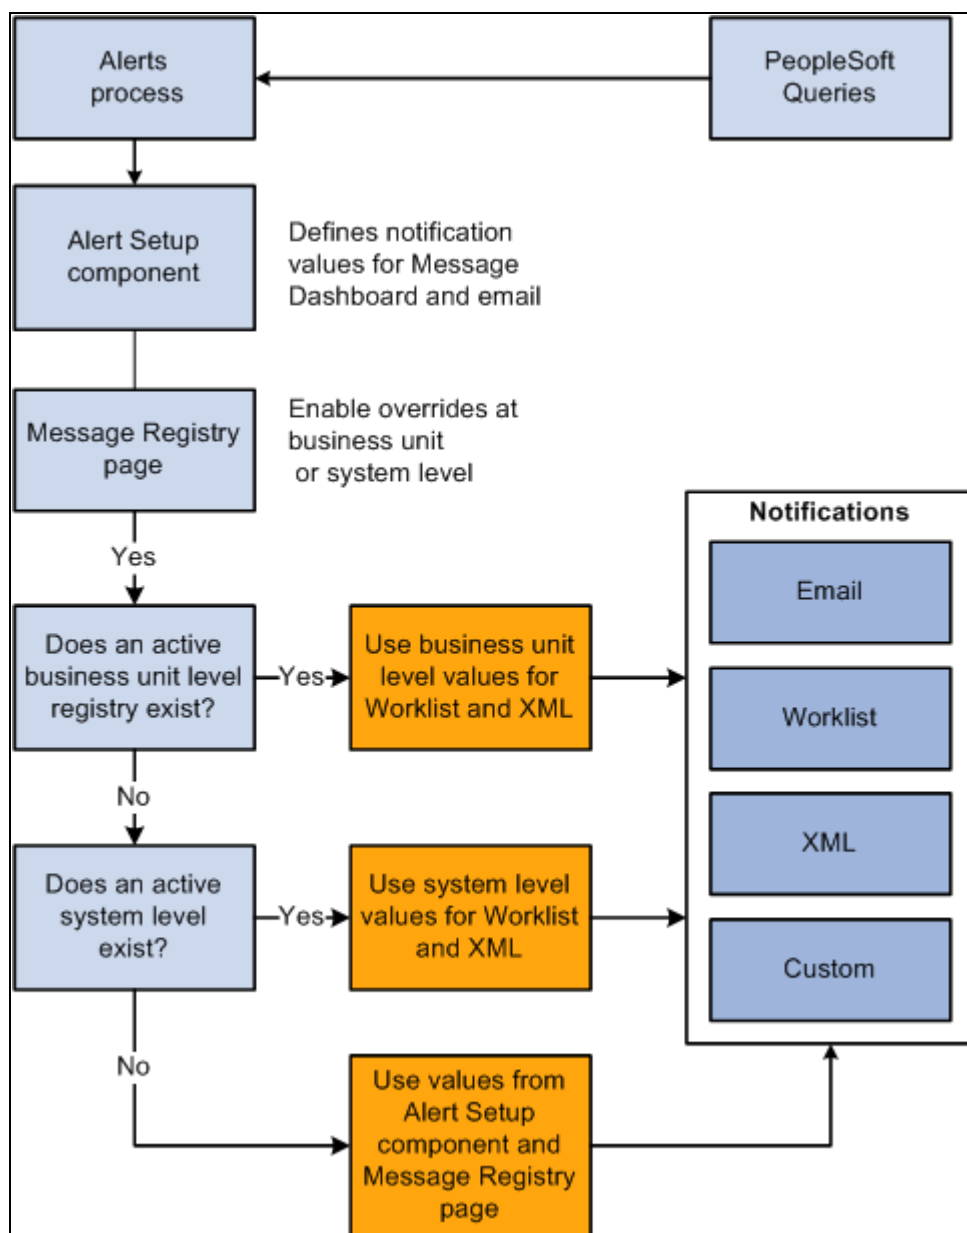 Alerts
process
PeopleSoft
Queries
Alert Setup
component
Defines notification
values for Message
Dashboard and email
Message Registry
page
Enable overrides at
business unit
or system level
Yes
Notifications
Email
Worklist
XML
Custom
Does an active
business unit level
registry exist?
Yes
Use business unit
level values for
Worklist and XML
No
Does an active
system level
exist?
Yes
Use system level
values for Worklist
and XML
No
Use values from
Alert Setup
component and
Message Registry
page